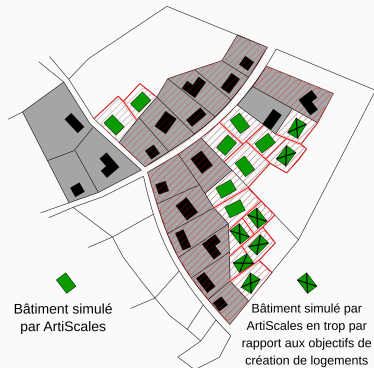 Bâtiment simulé
par ArtiScales
Bâtiment simulé par
ArtiScales en trop par
rapport aux objectifs de
création de logements